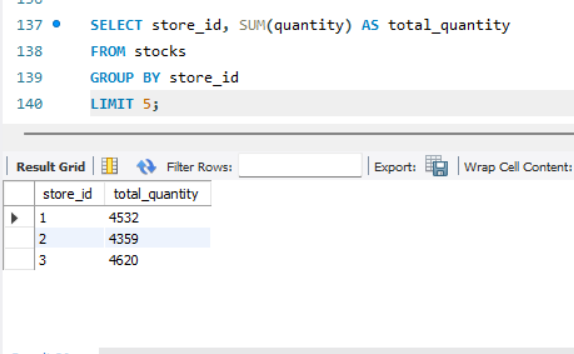 137 SELECT store_id, SUM(quantity) AS total_quantity
138 FROM stocks
139 GROUP BY store_id
140 LIMIT 5;
Result Grid Filter Rows: Export: Wrap Cell Content:
store_id total_quantity
1 4532
2 4359
3 4620